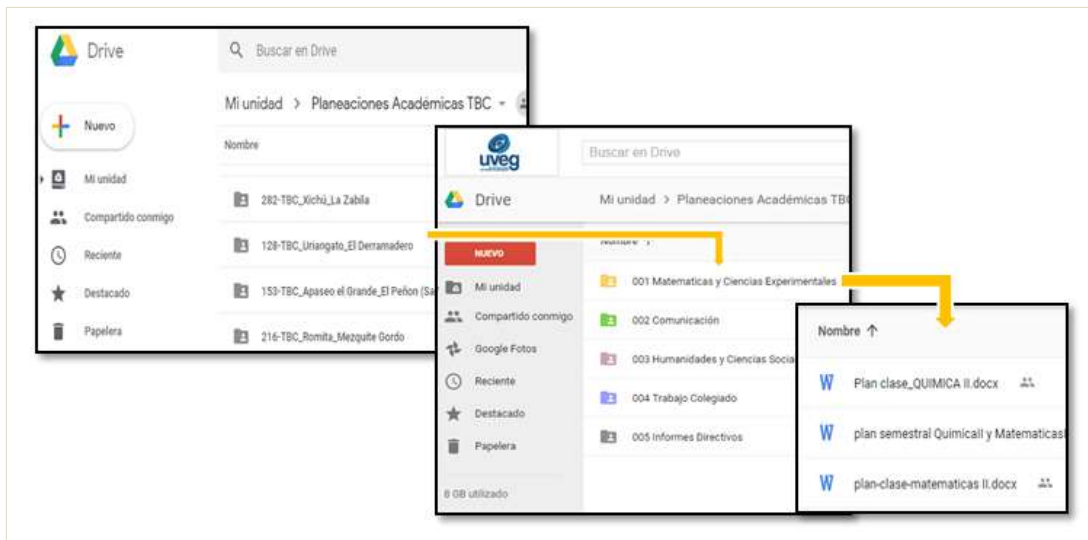 Drive
Buscar en Drive
Mi unidad > Planeaciones Académicas TBC
Nuevo
Nombre
Mi unidad
282-TBC_Xichú_La Zabila
Compartido conmigo
128-TBC_Uriangato_El Derramadero
Reciente
153-TBC_Apaseo el Grande_El Peñon
Destacado
216-TBC_Romita_Mezquite Gordo
Papelera
uveg
Buscar en Drive
Drive
Mi unidad > Planeaciones Académicas
NUEVO
Nombre
Mi unidad
001 Matematicas y Ciencias Experimentales
Compartido conmigo
002 Comunicación
Google Fotos
003 Humanidades y Ciencias
Reciente
004 Trabajo Colegiado
Destacado
005 Informes Directivos
Papelera
8 GB utilizado
Nombre ↑
Plan clase_QUIMICA II.docx
plan semestral QuimicaII y Matematicas
plan-clase-matematicas II.docx